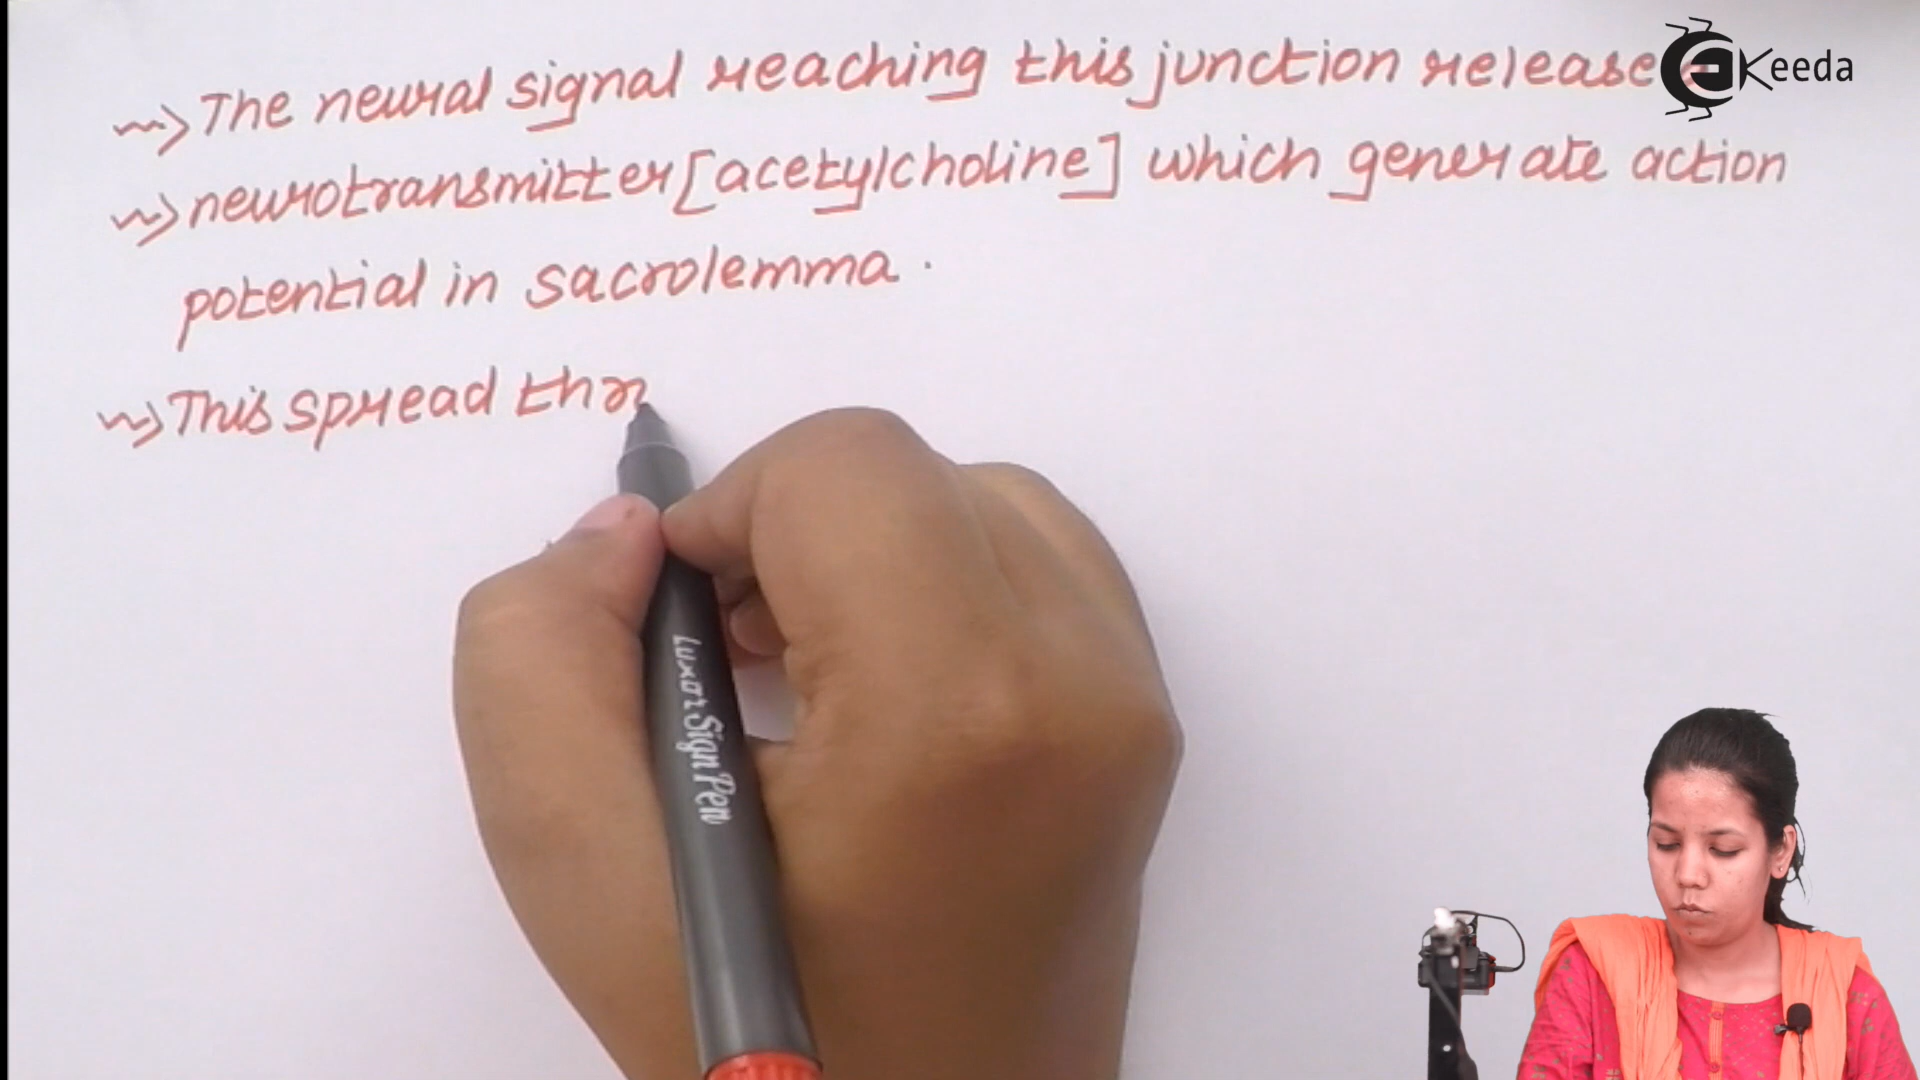 The neural signal reaching this junction release
Keeda
neurotransmitter [acetylcholine] which generate action
potential in sacrolemma.
This spread thr
Luxor Sign Pen